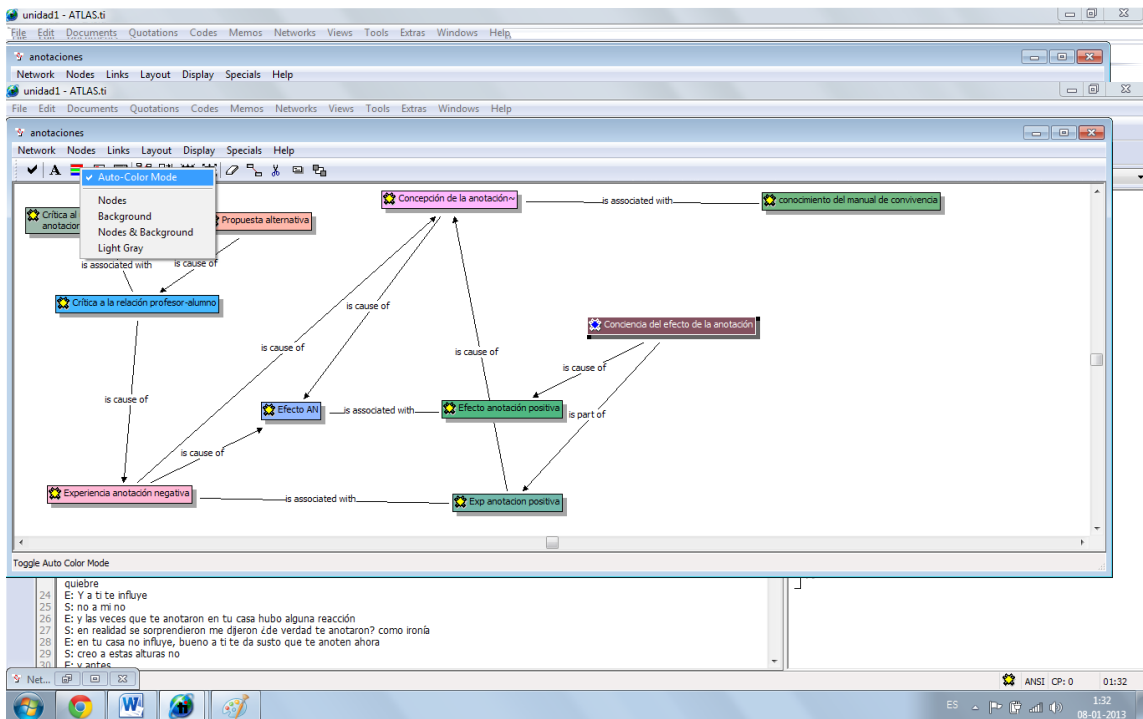 unidad1 - ATLAS.ti
File Edit Documents Quotations Codes Memos Networks Views Tools Extras Windows Help
anotaciones
Network Nodes Links Layout Display Specials Help
unidad1 - ATLAS.ti
File Edit Documents Quotations Codes Memos Networks Views Tools Extras Windows Help
anotaciones
Network Nodes Links Layout Display Specials Help
A
Auto-Color Mode
Nodes
Background
Nodes & Background
Light Gray
Crítica al
anotacion
Propuesta alternativa
Concepción de la anotación~
is associated with
conocimiento del manual de convivencia
is associated with
is cause of
Crítica a la relación profesor-alumno
is cause of
Conciencia del efecto de la anotación
is cause of
is cause of
is cause of
is cause of
Efecto AN
is associated with
Efecto anotación positiva
is part of
is cause of
Experiencia anotación negativa
is associated with
Exp anotacion positiva
Toggle Auto Color Mode
quiebre
24 E: Y a ti te influye
25 S: no a mi no
26 E: y las veces que te anotaron en tu casa hubo alguna reacción
27 S: en realidad se sorprendieron me dijeron ¿de verdad te anotaron? como ironía
28 E: en tu casa no influye, bueno a ti te da susto que te anoten ahora
29 S: creo a estas alturas no
30 E: y antes
Net...
ANSI CP: 0 01:32
ES
1:32
08-01-2013